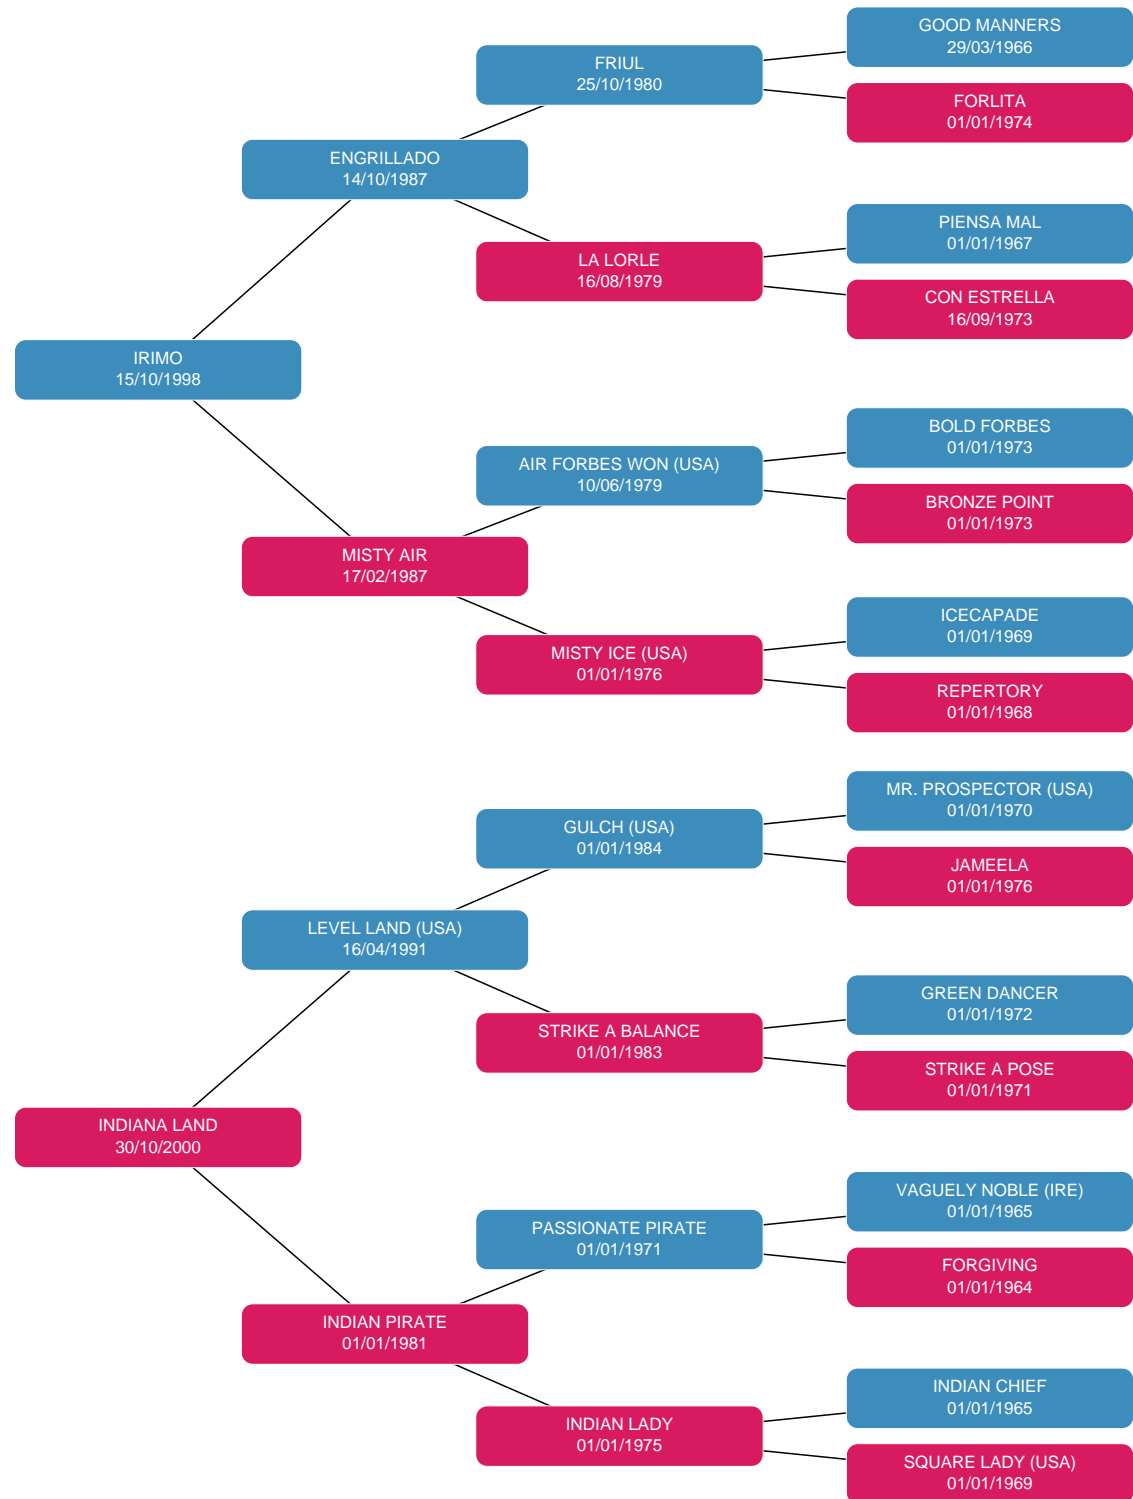 GOOD MANNERS
29/03/1966
FRIUL
25/10/1980
FORLITA
01/01/1974
ENGRILLADO
14/10/1987
PIENSA MAL
01/01/1967
LA LORLE
16/08/1979
CON ESTRELLA
16/09/1973
IRIMO
15/10/1998
BOLD FORBES
01/01/1973
AIR FORBES WON (USA)
10/06/1979
BRONZE POINT
01/01/1973
MISTY AIR
17/02/1987
ICECAPADE
01/01/1969
MISTY ICE (USA)
01/01/1976
REPERTORY
01/01/1968
MR. PROSPECTOR (USA)
01/01/1970
GULCH (USA)
01/01/1984
JAMEELA
01/01/1976
LEVEL LAND (USA)
16/04/1991
GREEN DANCER
01/01/1972
STRIKE A BALANCE
01/01/1983
STRIKE A POSE
01/01/1971
INDIANA LAND
30/10/2000
VAGUELY NOBLE (IRE)
01/01/1965
PASSIONATE PIRATE
01/01/1971
FORGIVING
01/01/1964
INDIAN PIRATE
01/01/1981
INDIAN CHIEF
01/01/1965
INDIAN LADY
01/01/1975
SQUARE LADY (USA)
01/01/1969